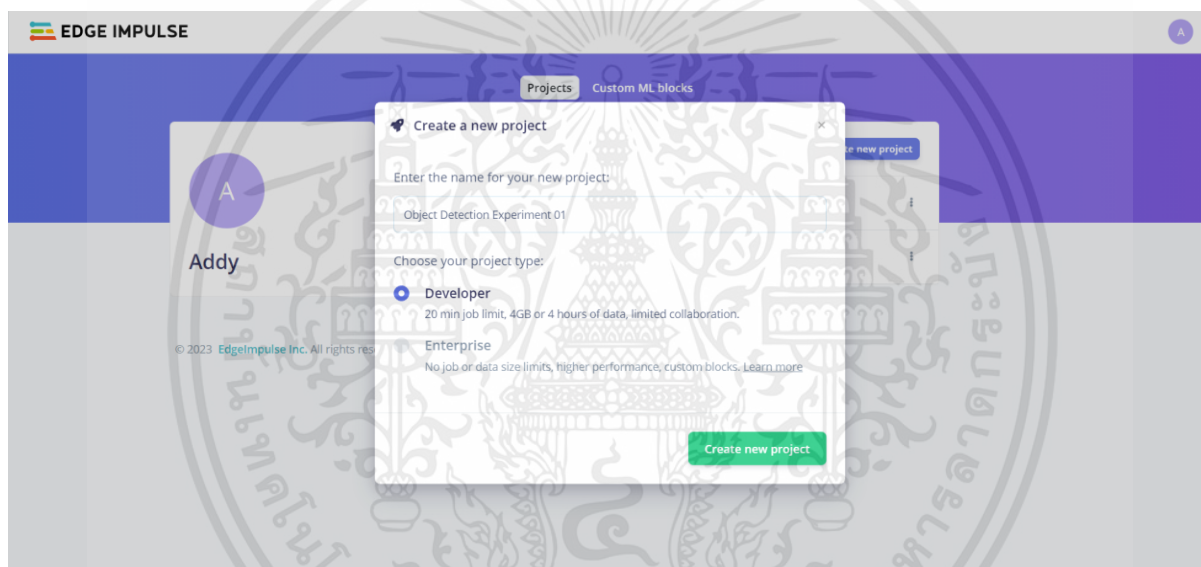 EDGE IMPULSE
A
Projects Custom ML blocks
Create a new project
×
te new project
Enter the name for your new project:
A
Object Detection Experiment 01
Addy
Choose your project type:
Developer
20 min job limit, 4GB or 4 hours of data, limited collaboration.
© 2023 EdgeImpulse Inc. All rights res
Enterprise
No job or data size limits, higher performance, custom blocks. Learn more
Create new project